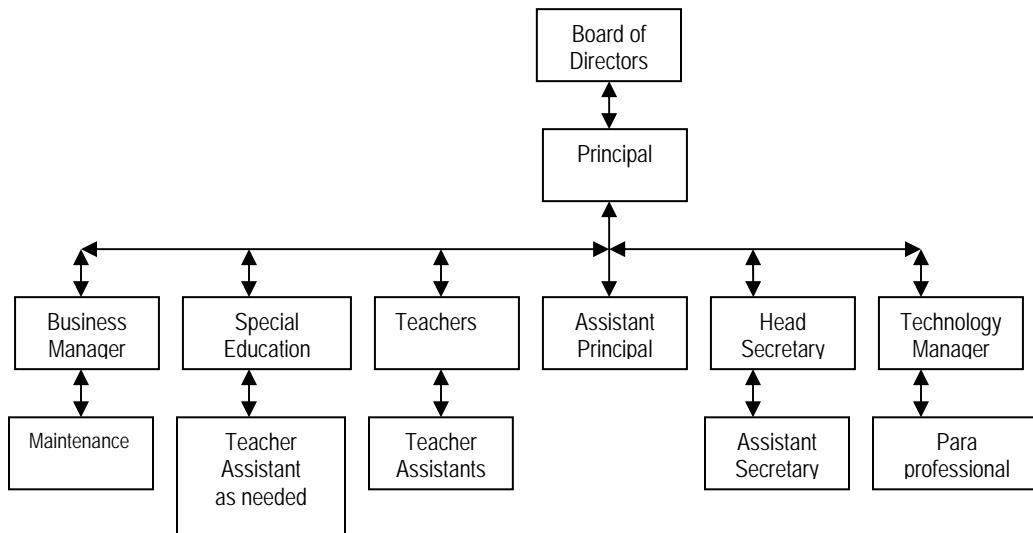 Board of
Directors
Principal
Business
Manager
Special
Education
Teachers
Assistant
Principal
Head
Secretary
Technology
Manager
Maintenance
Teacher
Assistant
as needed
Teacher
Assistants
Assistant
Secretary
Para
professional